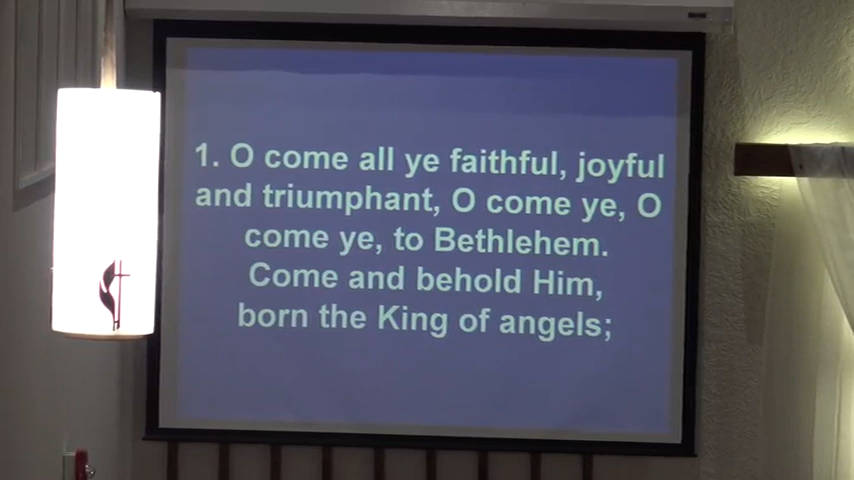 1. O come all ye faithful, joyful
and triumphant, O come ye, O
come ye, to Bethlehem.
Come and behold Him,
born the King of angels;